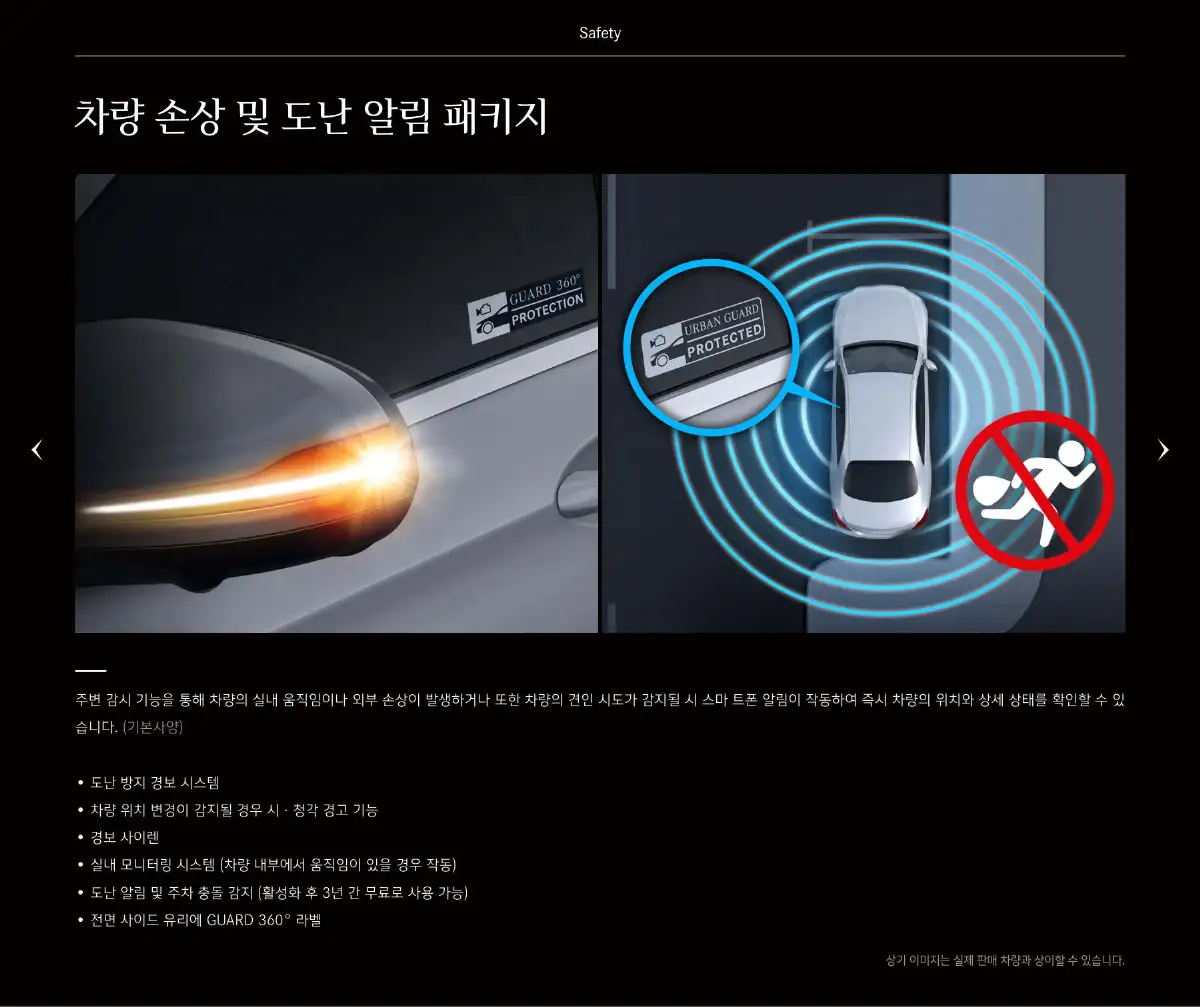 Safety
차량 손상 및 도난 알림 패키지
GUARD 360°
PROTECTION
URBAN GUARD
PROTECTED
주변 감시 기능을 통해 차량의 실내 움직임이나 외부 손상이 발생하거나 또한 차량의 견인 시도가 감지될 시 스마 트폰 알림이 작동하여 즉시 차량의 위치와 상세 상태를 확인할 수 있
습니다. (기본사양)
• 도난 방지 경보 시스템
• 차량 위치 변경이 감지될 경우 시 · 청각 경고 기능
• 경보 사이렌
• 실내 모니터링 시스템 (차량 내부에서 움직임이 있을 경우 작동)
• 도난 알림 및 주차 충돌 감지 (활성화 후 3년 간 무료로 사용 가능)
• 전면 사이드 유리에 GUARD 360° 라벨
상기 이미지는 실제 판매 차량과 상이할 수 있습니다.